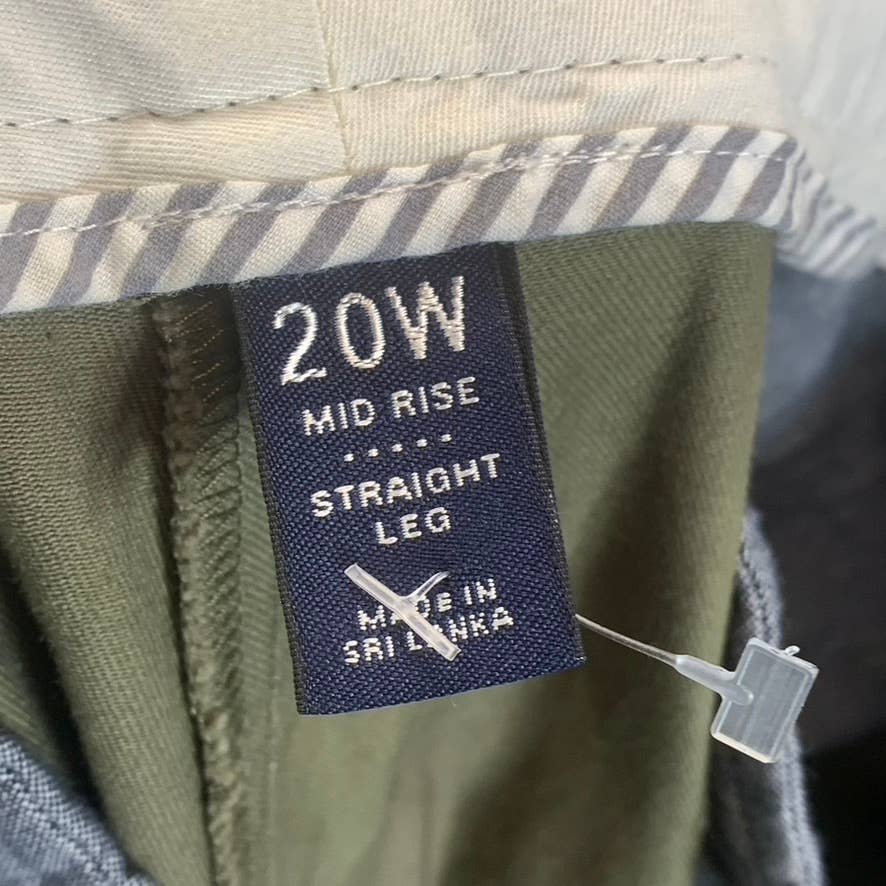 20W
MID RISE
.....
STRAIGHT
LEG
MADE IN
SRI LANKA